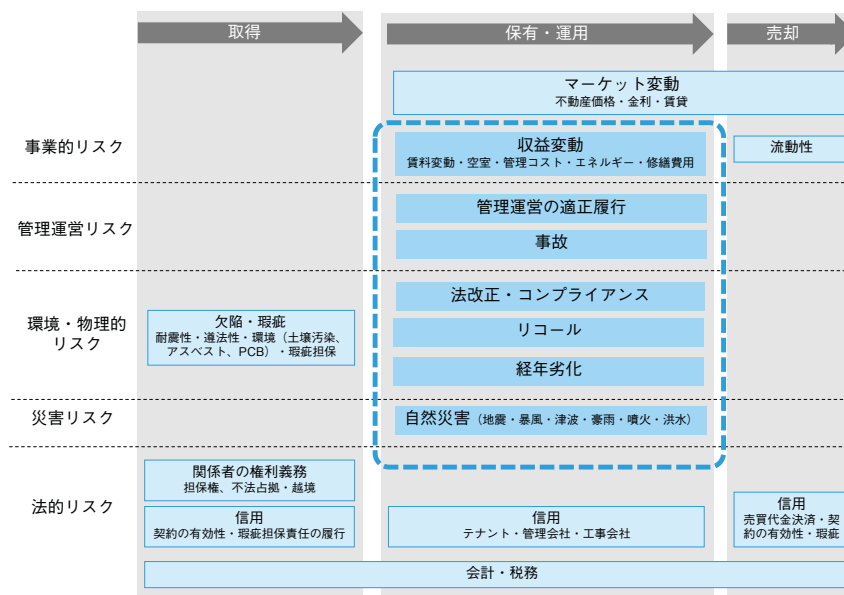 取得
保有・運用
売却
マーケット変動
不動産価格・金利・賃貸
事業的リスク
収益変動
賃料変動・空室・管理コスト・エネルギー・修繕費用
流動性
管理運営リスク
管理運営の適正履行
事故
環境・物理的
リスク
欠陥・瑕疵
耐震性・遵法性・環境（土壌汚染、
アスベスト、PCB）・瑕疵担保
法改正・コンプライアンス
リコール
経年劣化
災害リスク
自然災害（地震・暴風・津波・豪雨・噴火・洪水）
法的リスク
関係者の権利義務
担保権、不法占拠・越境
信用
契約の有効性・瑕疵担保責任の履行
信用
テナント・管理会社・工事会社
信用
売買代金決済・契
約の有効性・瑕疵
会計・税務